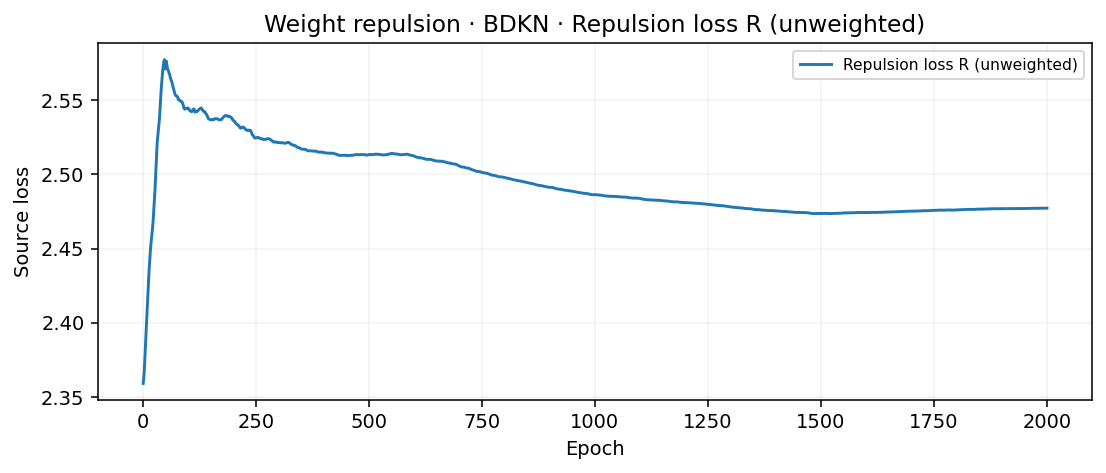 Weight repulsion · BDKN · Repulsion loss R (unweighted)
Repulsion loss R (unweighted)
Source loss
2.55
2.50
2.45
2.40
2.35
0 250 500 750 1000 1250 1500 1750 2000
Epoch